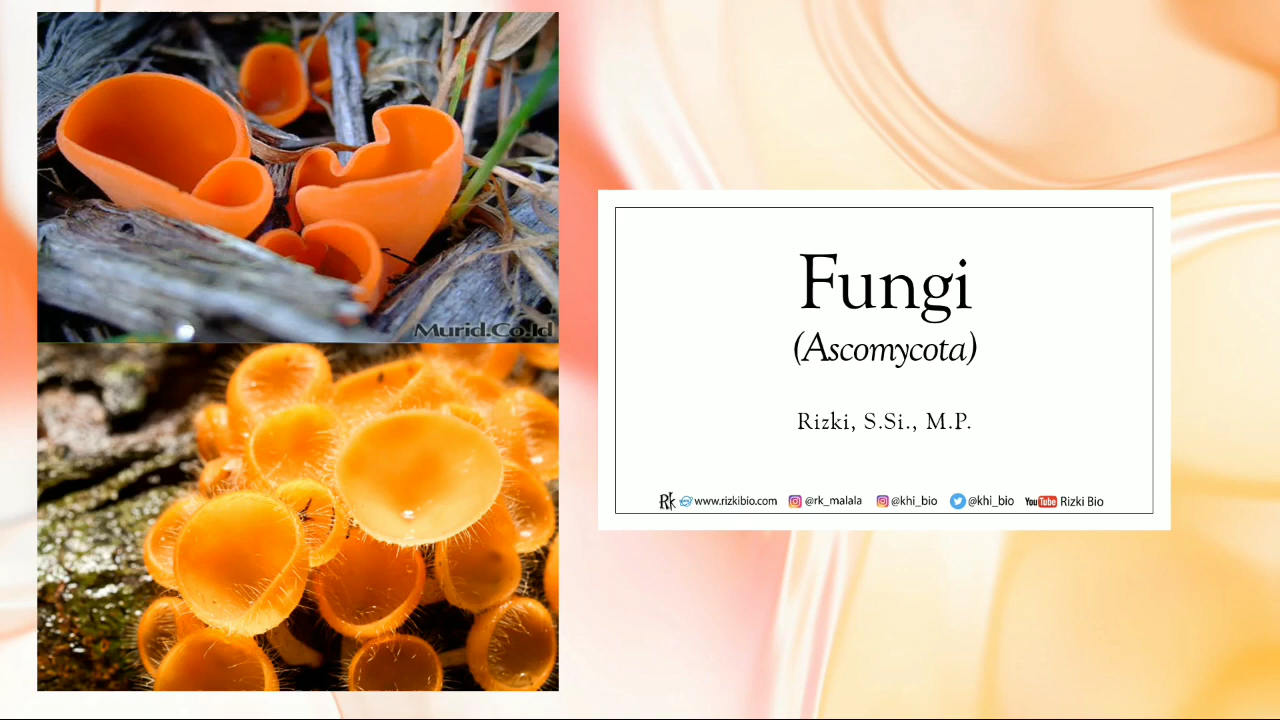 Murid.Co.Id
Fungi
(Ascomycota)
Rizki, S.Si., M.P.
Rk www.rizkibio.com @rk_malala @khi_bio @khi_bio YouTube Rizki Bio